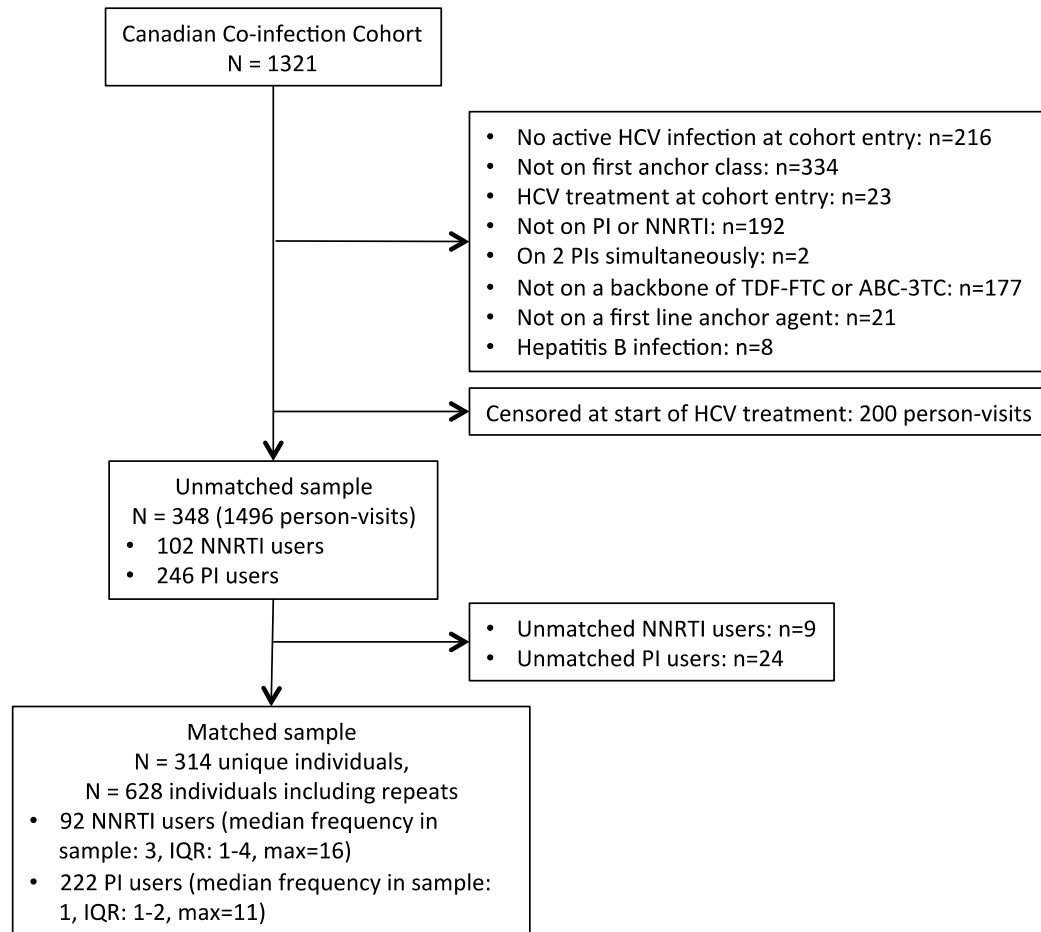 Canadian Co-infection Cohort
N = 1321
• No active HCV infection at cohort entry: n=216
• Not on first anchor class: n=334
• HCV treatment at cohort entry: n=23
• Not on PI or NNRTI: n=192
• On 2 PIs simultaneously: n=2
• Not on a backbone of TDF-FTC or ABC-3TC: n=177
• Not on a first line anchor agent: n=21
• Hepatitis B infection: n=8
Censored at start of HCV treatment: 200 person-visits
Unmatched sample
N = 348 (1496 person-visits)
• 102 NNRTI users
• 246 PI users
• Unmatched NNRTI users: n=9
• Unmatched PI users: n=24
Matched sample
N = 314 unique individuals,
N = 628 individuals including repeats
• 92 NNRTI users (median frequency in
sample: 3, IQR: 1-4, max=16)
• 222 PI users (median frequency in sample:
1, IQR: 1-2, max=11)